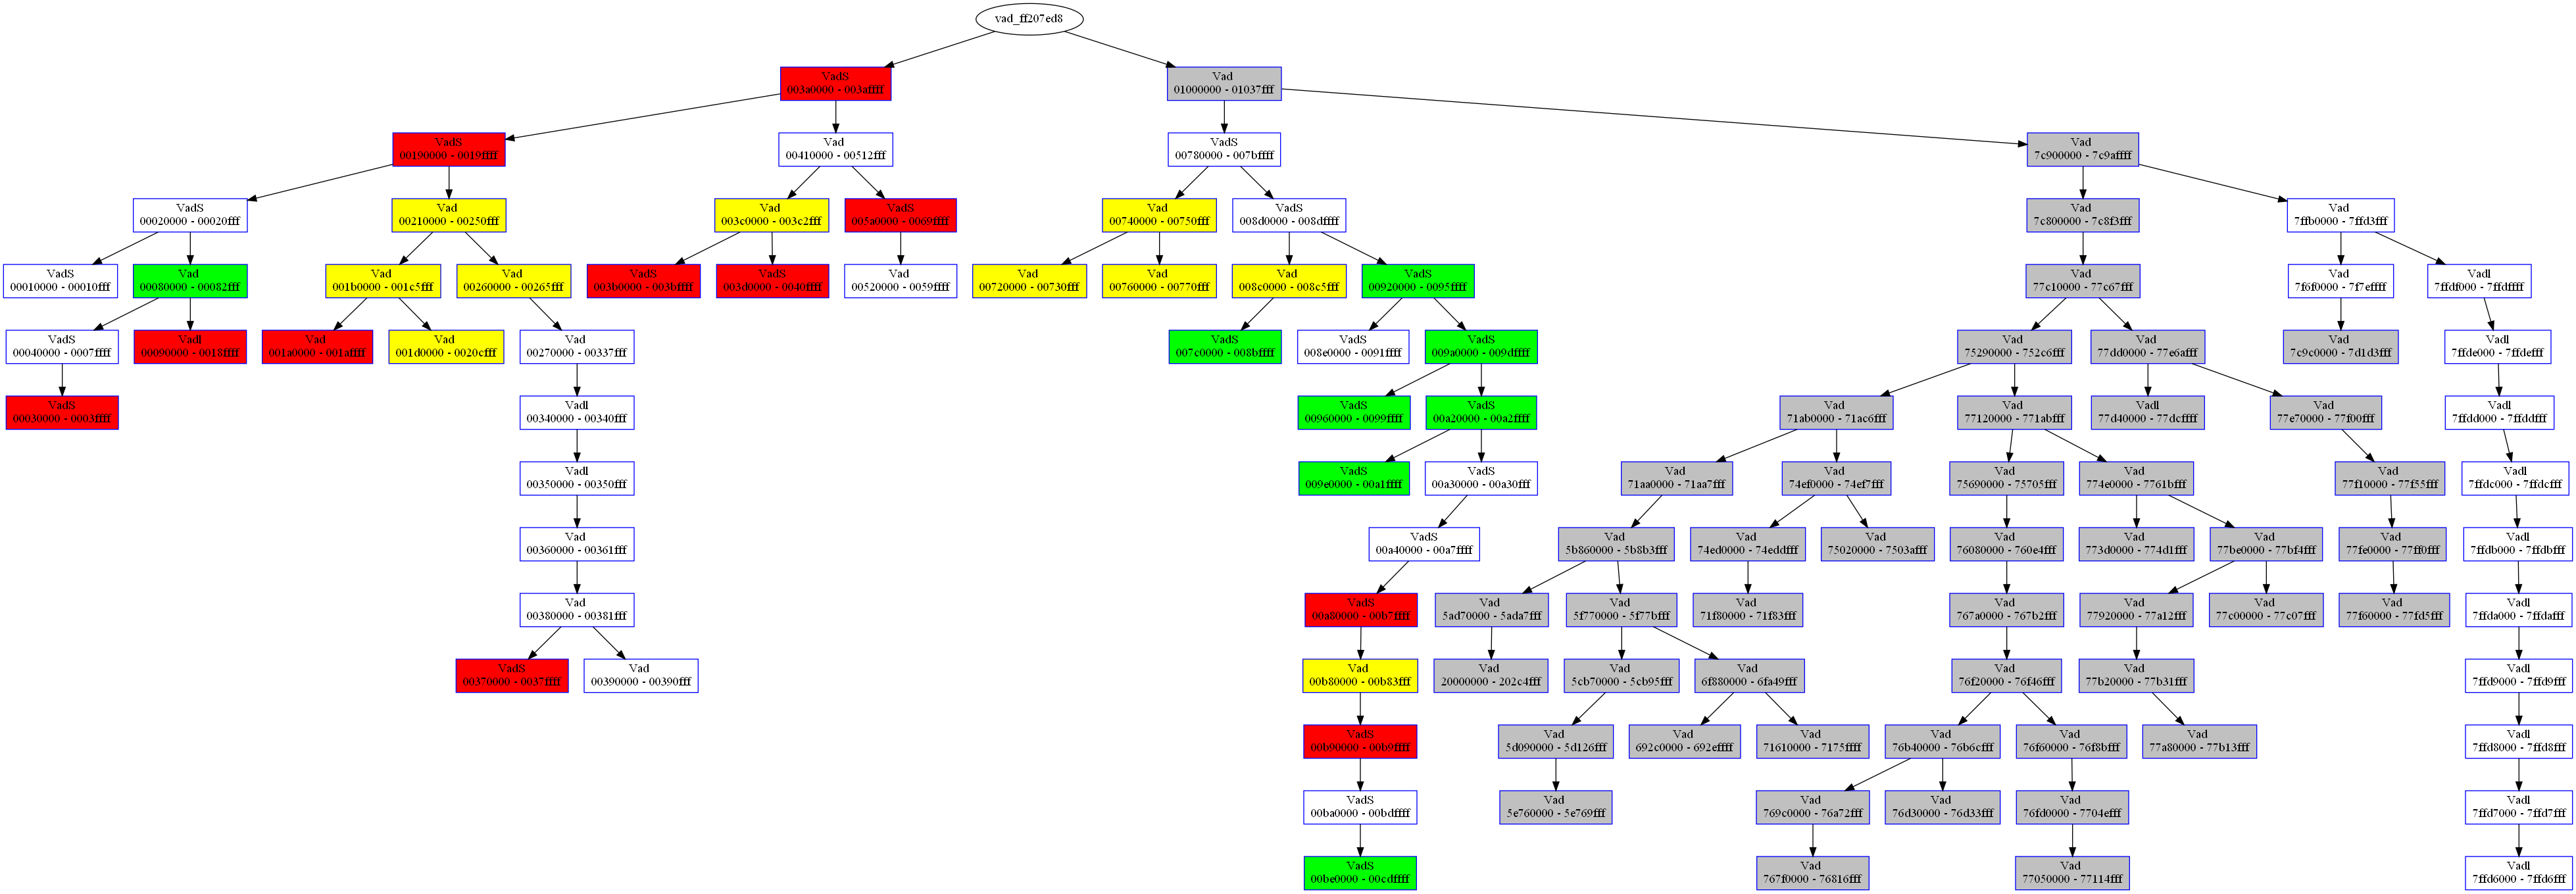 vad_ff207ed8
VadS
003a0000 - 003affff
Vad
01000000 - 01037fff
VadS
00190000 - 0019ffff
Vad
00410000 - 00512fff
VadS
00780000 - 007bffff
Vad
7c900000 - 7c9affff
VadS
00020000 - 00020fff
Vad
00210000 - 00250fff
Vad
003c0000 - 003c2fff
VadS
005a0000 - 0069ffff
Vad
00740000 - 00750fff
VadS
008d0000 - 008dffff
Vad
7c800000 - 7c8f3fff
Vad
7ffb0000 - 7ffd3fff
VadS
00010000 - 00010fff
Vad
00080000 - 00082fff
Vad
001b0000 - 001c5fff
Vad
00260000 - 00265fff
VadS
003b0000 - 003bffff
VadS
003d0000 - 0040ffff
Vad
00520000 - 0059ffff
Vad
00720000 - 00730fff
Vad
00760000 - 00770fff
Vad
008c0000 - 008c5fff
VadS
00920000 - 0095ffff
Vad
77c10000 - 77c67fff
Vad
7f6f0000 - 7f7effff
Vadl
7ffdf000 - 7ffdffff
VadS
00040000 - 0007ffff
Vadl
00090000 - 0018ffff
Vad
001a0000 - 001affff
Vad
001d0000 - 0020cfff
Vad
00270000 - 00337fff
VadS
007c0000 - 008bffff
VadS
008e0000 - 0091ffff
VadS
009a0000 - 009dffff
Vad
75290000 - 752c6fff
Vad
77dd0000 - 77e6afff
Vad
7c9c0000 - 7d1d3fff
Vadl
7ffde000 - 7ffdefff
VadS
00030000 - 0003ffff
Vadl
00340000 - 00340fff
VadS
00960000 - 0099ffff
VadS
00a20000 - 00a2ffff
Vad
71ab0000 - 71ac6fff
Vad
77120000 - 771abfff
Vadl
77d40000 - 77dcffff
Vad
77e70000 - 77f00fff
Vadl
7ffdd000 - 7ffddfff
Vadl
00350000 - 00350fff
VadS
009e0000 - 00a1ffff
VadS
00a30000 - 00a30fff
Vad
71aa0000 - 71aa7fff
Vad
74ef0000 - 74ef7fff
Vad
75690000 - 75705fff
Vad
774e0000 - 7761bfff
Vad
77f10000 - 77f55fff
Vadl
7ffdc000 - 7ffdcfff
Vad
00360000 - 00361fff
VadS
00a40000 - 00a7ffff
Vad
5b860000 - 5b8b3fff
Vad
74ed0000 - 74eddfff
Vad
75020000 - 7503afff
Vad
76080000 - 760e4fff
Vad
773d0000 - 774d1fff
Vad
77be0000 - 77bf4fff
Vad
77fe0000 - 77ff0fff
Vadl
7ffdb000 - 7ffdbfff
Vad
00380000 - 00381fff
VadS
00a80000 - 00b7ffff
Vad
5ad70000 - 5ada7fff
Vad
5f770000 - 5f77bfff
Vad
71f80000 - 71f83fff
Vad
767a0000 - 767b2fff
Vad
77920000 - 77a12fff
Vad
77c00000 - 77c07fff
Vad
77f60000 - 77fd5fff
Vadl
7ffda000 - 7ffdafff
VadS
00370000 - 0037ffff
Vad
00390000 - 00390fff
Vad
00b80000 - 00b83fff
Vad
20000000 - 202c4fff
Vad
5cb70000 - 5cb95fff
Vad
6f880000 - 6fa49fff
Vad
76f20000 - 76f46fff
Vad
77b20000 - 77b31fff
Vadl
7ffd9000 - 7ffd9fff
VadS
00b90000 - 00b9ffff
Vad
5d090000 - 5d126fff
Vad
692c0000 - 692effff
Vad
71610000 - 7175ffff
Vad
76b40000 - 76b6cfff
Vad
76f60000 - 76f8bfff
Vad
77a80000 - 77b13fff
Vadl
7ffd8000 - 7ffd8fff
VadS
00ba0000 - 00bdffff
Vad
5e760000 - 5e769fff
Vad
769c0000 - 76a72fff
Vad
76d30000 - 76d33fff
Vad
76fd0000 - 7704efff
Vadl
7ffd7000 - 7ffd7fff
VadS
00be0000 - 00cdffff
Vad
767f0000 - 76816fff
Vadl
77050000 - 77114fff
Vadl
7ffd6000 - 7ffd6fff